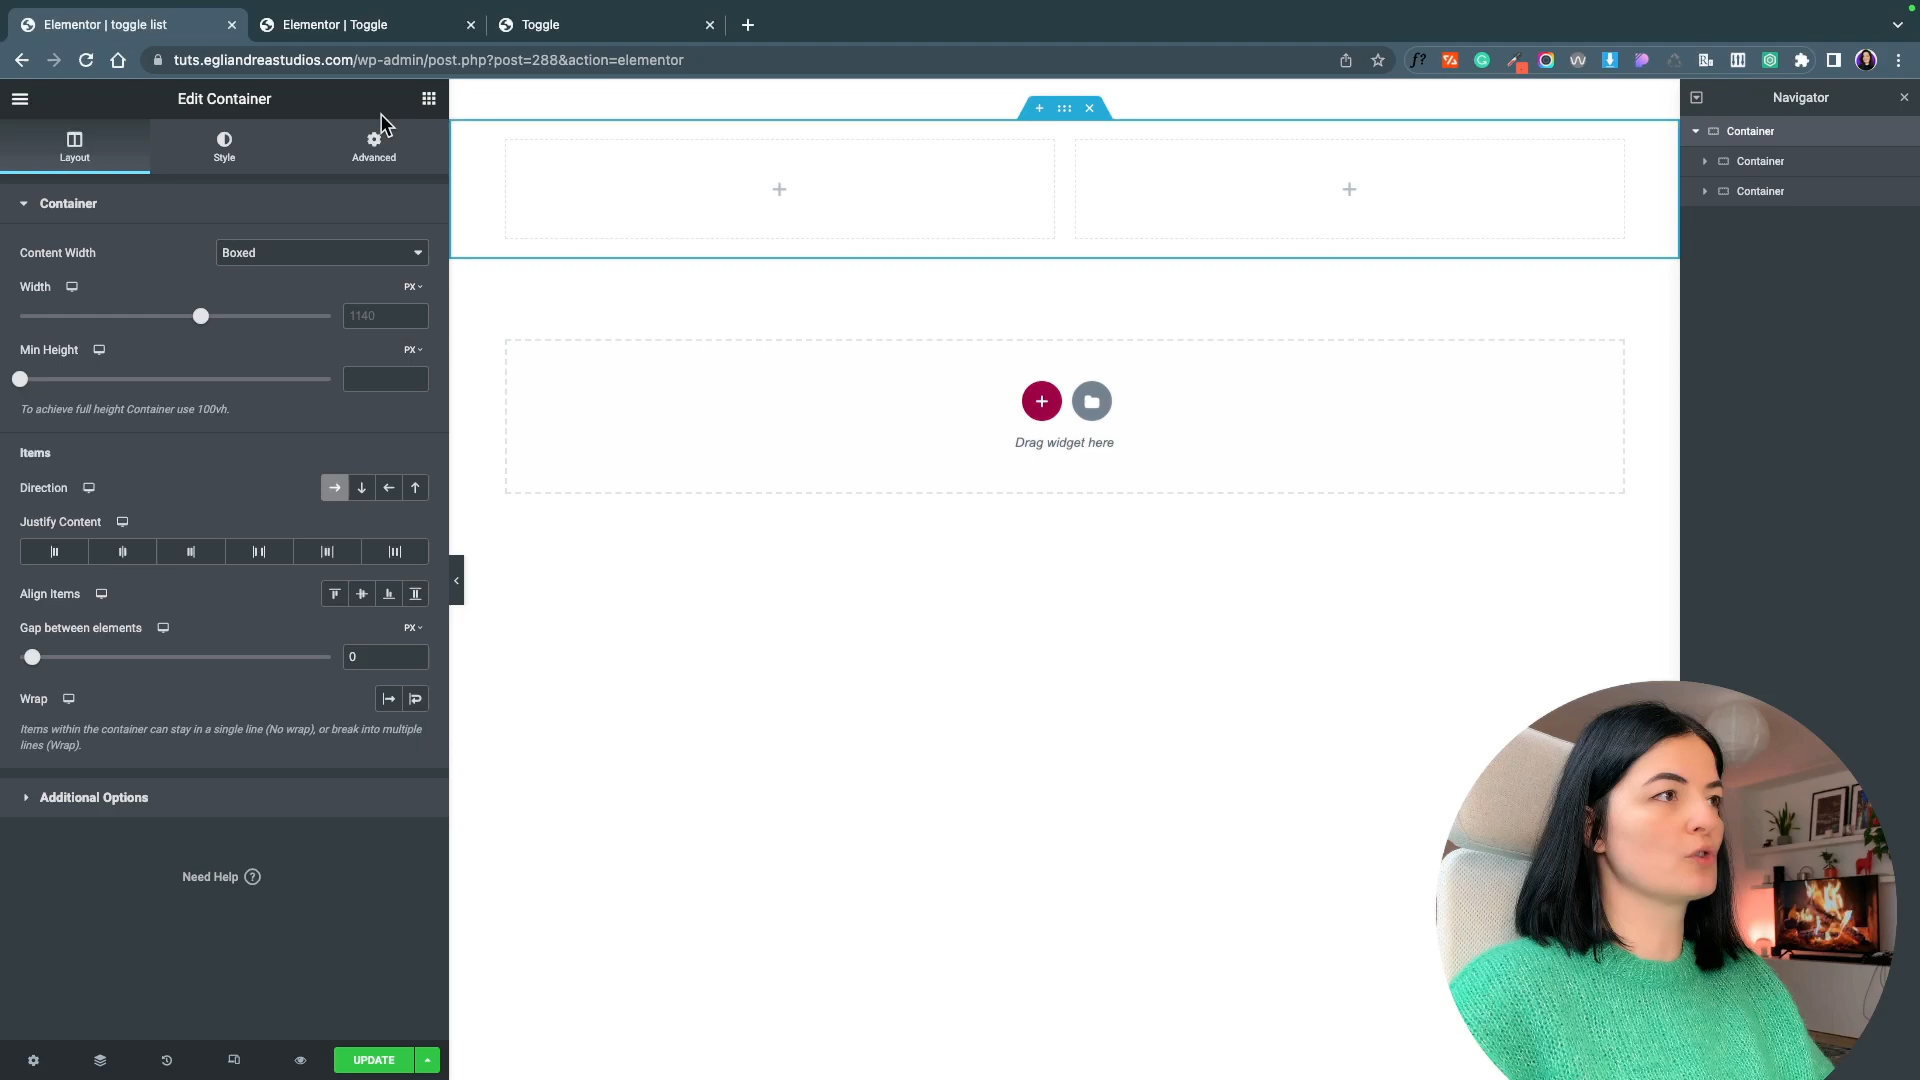 Elementor | toggle list
Elementor | Toggle
Toggle
tuts.egliandreastudios.com/wp-admin/post.php?post=288&action=elementor
Edit Container
Layout
Style
Advanced
Container
Content Width
Boxed
Width
PX
1140
Min Height
PX
To achieve full height Container use 100vh.
Items
Direction
Justify Content
Align Items
Gap between elements
PX
0
Wrap
Items within the container can stay in a single line (No wrap), or break into multiple
lines (Wrap).
Additional Options
Need Help ?
UPDATE
Drag widget here
Navigator
Container
Container
Container